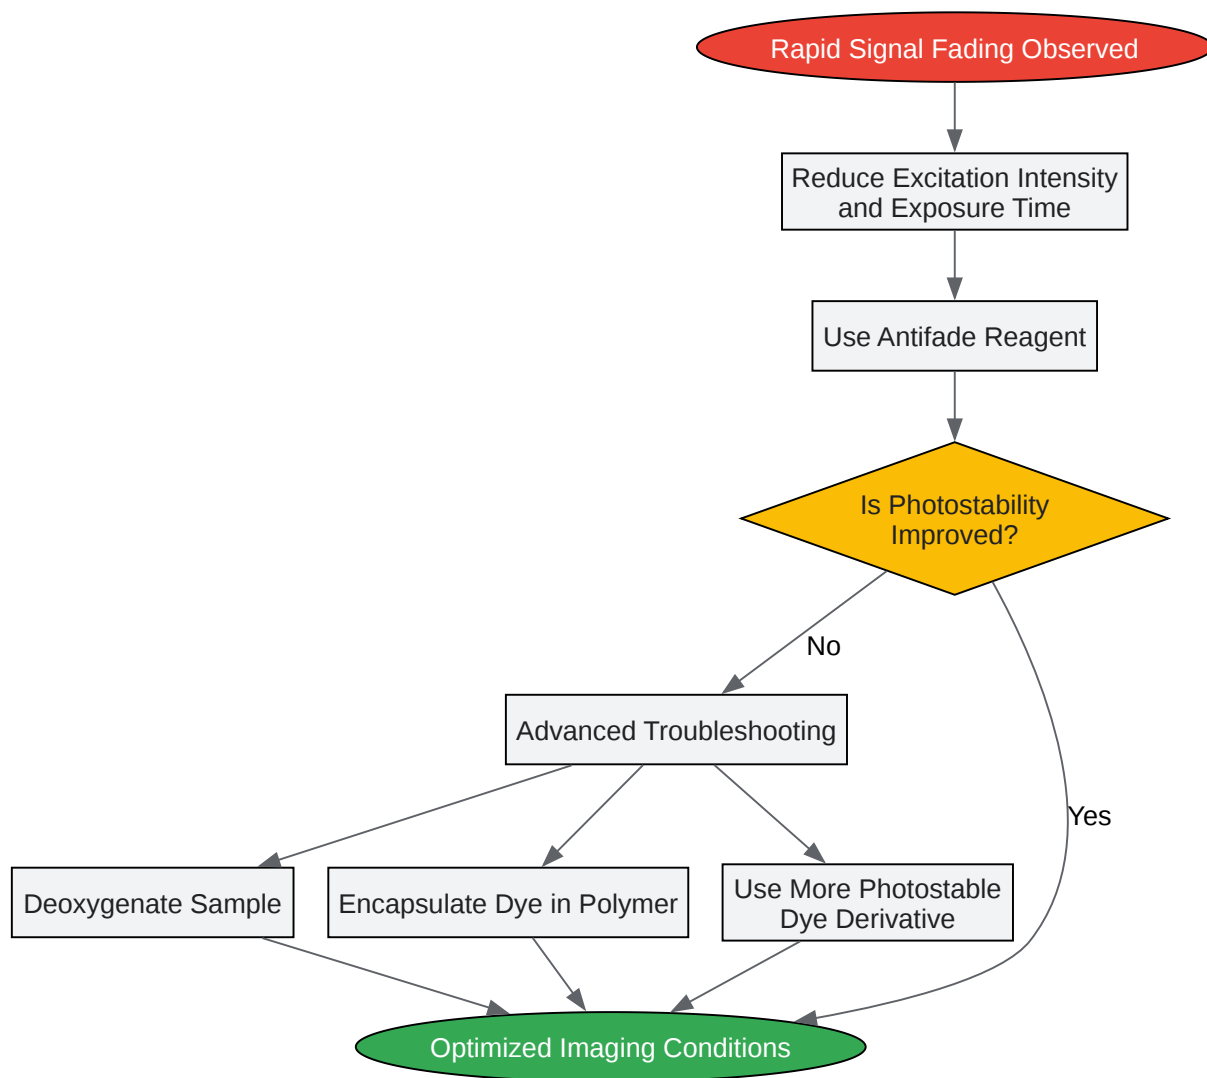 Rapid Signal Fading Observed
Reduce Excitation Intensity
and Exposure Time
Use Antifade Reagent
Is Photostability
Improved?
No
Advanced Troubleshooting
Yes
Deoxygenate Sample
Encapsulate Dye in Polymer
Use More Photostable
Dye Derivative
Optimized Imaging Conditions